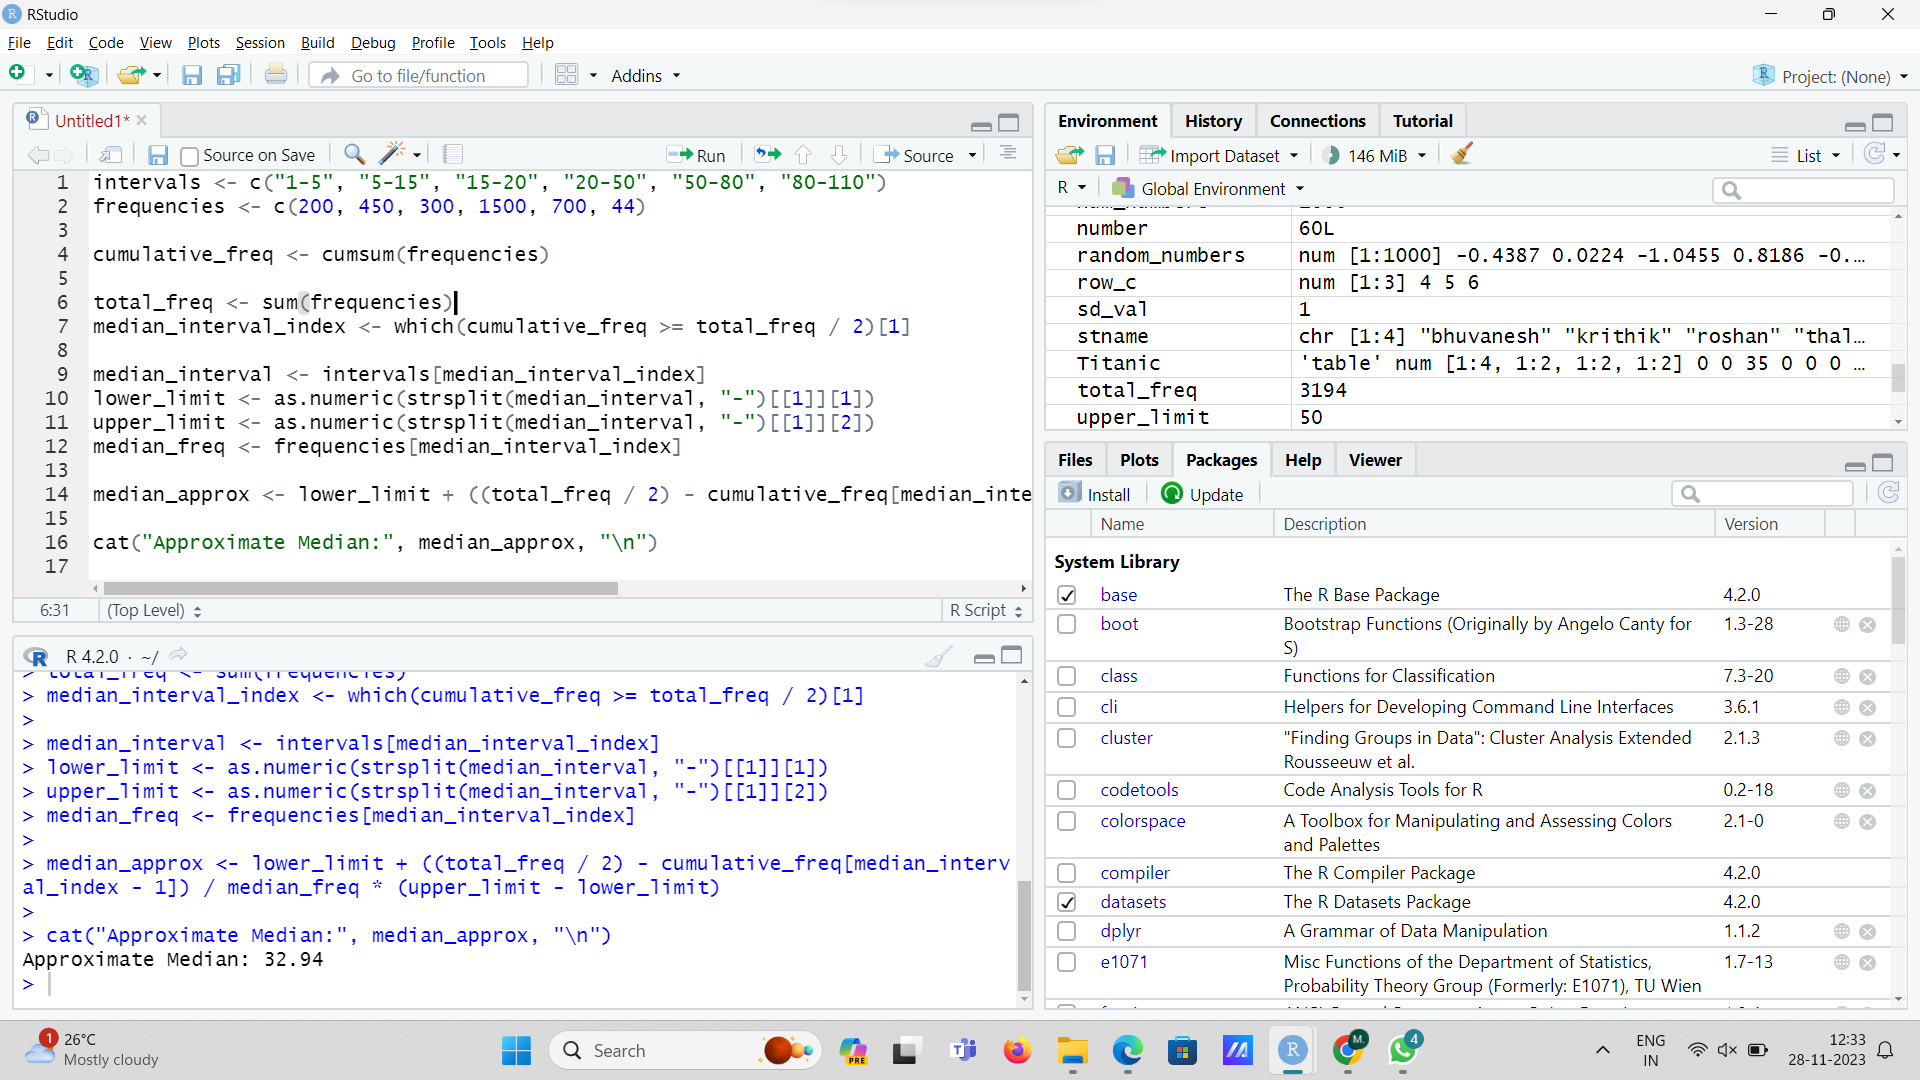 RStudio
File Edit Code View Plots Session Build Debug Profile Tools Help
Go to file/function Addins Project: (None)
Untitled1*
Source on Save Run Source
1 intervals <- c("1-5", "5-15", "15-20", "20-50", "50-80", "80-110")
2 frequencies <- c(200, 450, 300, 1500, 700, 44)
3
4 cumulative_freq <- cumsum(frequencies)
5
6 total_freq <- sum(frequencies)
7 median_interval_index <- which(cumulative_freq >= total_freq / 2)[1]
8
9 median_interval <- intervals[median_interval_index]
10 lower_limit <- as.numeric(strsplit(median_interval, "-")[[1]][1])
11 upper_limit <- as.numeric(strsplit(median_interval, "-")[[1]][2])
12 median_freq <- frequencies[median_interval_index]
13
14 median_approx <- lower_limit + ((total_freq / 2) - cumulative_freq[median_inte
15
16 cat("Approximate Median:", median_approx, "\n")
17
6:31 (Top Level) R Script
R 4.2.0 · ~/
> total_freq <- sum(frequencies)
> median_interval_index <- which(cumulative_freq >= total_freq / 2)[1]
>
> median_interval <- intervals[median_interval_index]
> lower_limit <- as.numeric(strsplit(median_interval, "-")[[1]][1])
> upper_limit <- as.numeric(strsplit(median_interval, "-")[[1]][2])
> median_freq <- frequencies[median_interval_index]
>
> median_approx <- lower_limit + ((total_freq / 2) - cumulative_freq[median_interv
al_index - 1]) / median_freq * (upper_limit - lower_limit)
>
> cat("Approximate Median:", median_approx, "\n")
Approximate Median: 32.94
>
Environment History Connections Tutorial
Import Dataset 146 MiB List
R Global Environment
number 60L
random_numbers num [1:1000] -0.4387 0.0224 -1.0455 0.8186 -0.…
row_c num [1:3] 4 5 6
sd_val 1
stname chr [1:4] "bhuvanesh" "krithik" "roshan" "thal…
Titanic 'table' num [1:4, 1:2, 1:2, 1:2] 0 0 35 0 0 0 …
total_freq 3194
upper_limit 50
Files Plots Packages Help Viewer
Install Update
Name Description Version
System Library
base The R Base Package 4.2.0
boot Bootstrap Functions (Originally by Angelo Canty for 1.3-28
S)
class Functions for Classification 7.3-20
cli Helpers for Developing Command Line Interfaces 3.6.1
cluster "Finding Groups in Data": Cluster Analysis Extended 2.1.3
Rousseeuw et al.
codetools Code Analysis Tools for R 0.2-18
colorspace A Toolbox for Manipulating and Assessing Colors 2.1-0
and Palettes
compiler The R Compiler Package 4.2.0
datasets The R Datasets Package 4.2.0
dplyr A Grammar of Data Manipulation 1.1.2
e1071 Misc Functions of the Department of Statistics, 1.7-13
Probability Theory Group (Formerly: E1071), TU Wien
1 26°C
Mostly cloudy
Search
PRE
M.
4
ENG
IN
12:33
28-11-2023